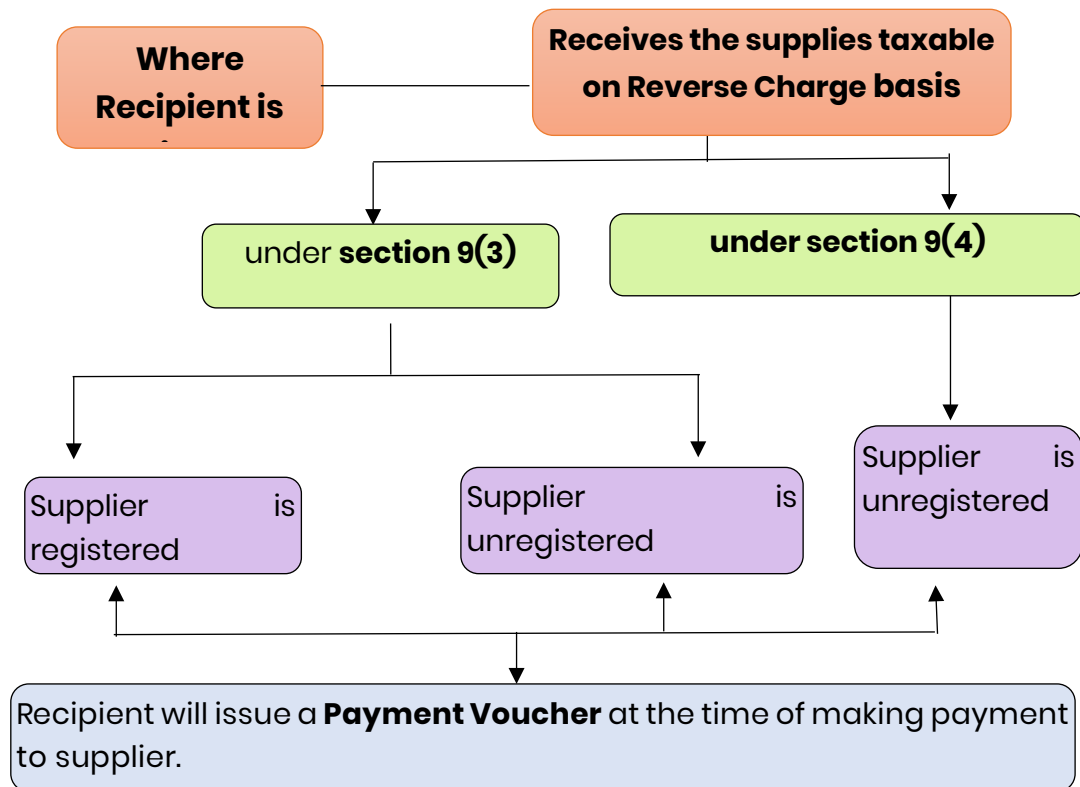 Where
Recipient is
Receives the supplies taxable
on Reverse Charge basis
under section 9(3)
under section 9(4)
Supplier is
registered
Supplier is
unregistered
Supplier is
unregistered
Recipient will issue a Payment Voucher at the time of making payment
to supplier.